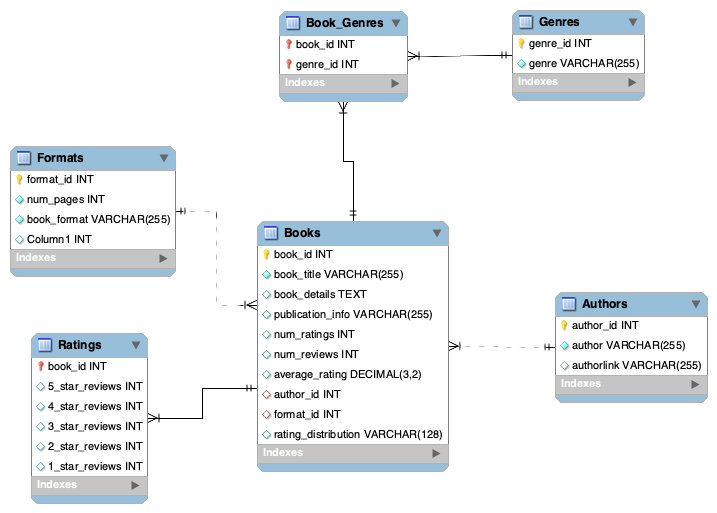 Book_Genres
book_id INT
genre_id INT
Indexes
Genres
genre_id INT
genre VARCHAR(255)
Indexes
Formats
format_id INT
num_pages INT
book_format VARCHAR(255)
Column1 INT
Indexes
Books
book_id INT
book_title VARCHAR(255)
book_details TEXT
publication_info VARCHAR(255)
num_ratings INT
num_reviews INT
average_rating DECIMAL(3,2)
author_id INT
format_id INT
rating_distribution VARCHAR(128)
Indexes
Authors
author_id INT
author VARCHAR(255)
authorlink VARCHAR(255)
Indexes
Ratings
book_id INT
5_star_reviews INT
4_star_reviews INT
3_star_reviews INT
2_star_reviews INT
1_star_reviews INT
Indexes